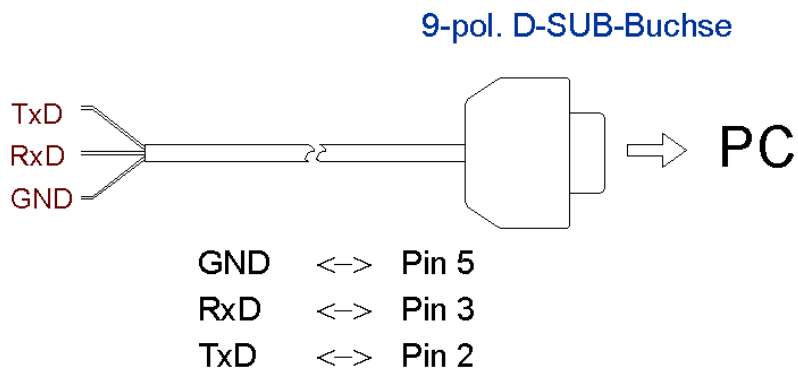 9-pol. D-SUB-Buchse
TxD
RxD
GND
PC
GND <–> Pin 5
RxD <–> Pin 3
TxD <–> Pin 2